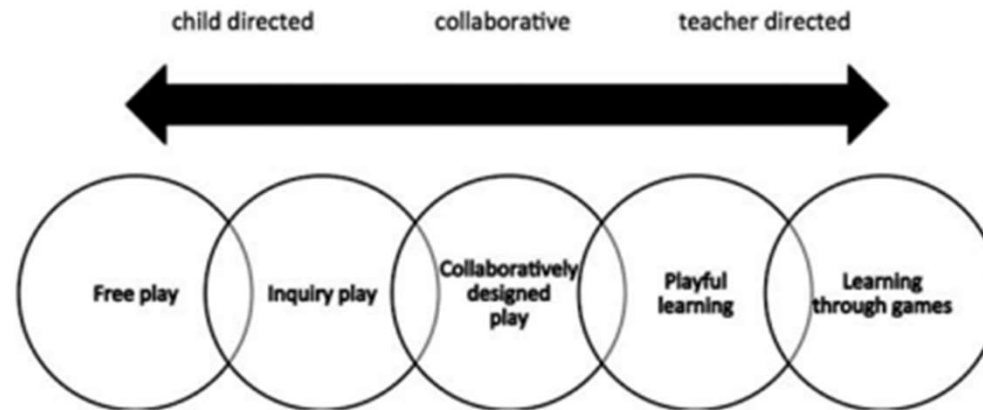 child directed collaborative teacher directed
Free play
Inquiry play
Collaboratively
designed
play
Playful
learning
Learning
through games